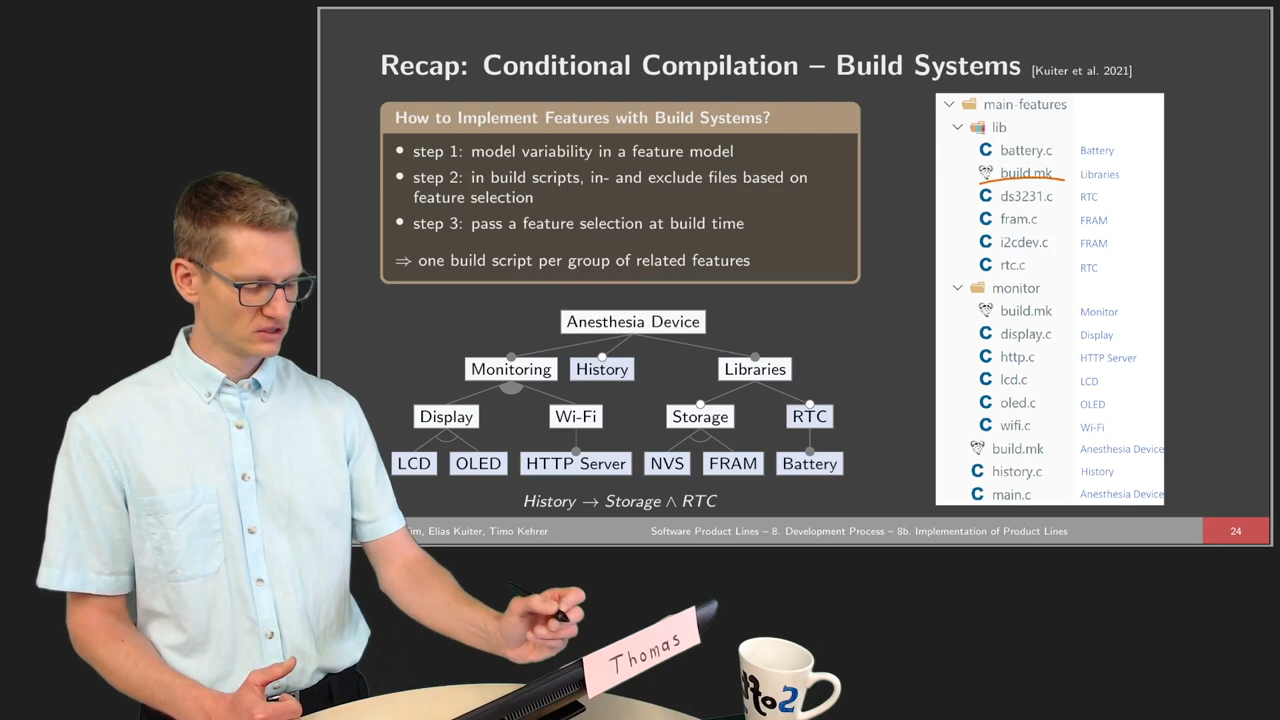 Recap: Conditional Compilation – Build Systems [Kuiter et al. 2021]
How to Implement Features with Build Systems?
• step 1: model variability in a feature model
• step 2: in build scripts, in- and exclude files based on
feature selection
• step 3: pass a feature selection at build time
⇒ one build script per group of related features
Anesthesia Device
Monitoring History Libraries
Display Wi-Fi Storage RTC
LCD OLED HTTP Server NVS FRAM Battery
History → Storage ∧ RTC
main-features
lib
battery.c Battery
build.mk Libraries
ds3231.c RTC
fram.c FRAM
i2cdev.c FRAM
rtc.c RTC
monitor
build.mk Monitor
display.c Display
http.c HTTP Server
lcd.c LCD
oled.c OLED
wifi.c Wi-Fi
build.mk Anesthesia Device
history.c History
main.c Anesthesia Device
Elias Kuiter, Timo Kehrer Software Product Lines – 8. Development Process – 8b. Implementation of Product Lines 24
Thomas